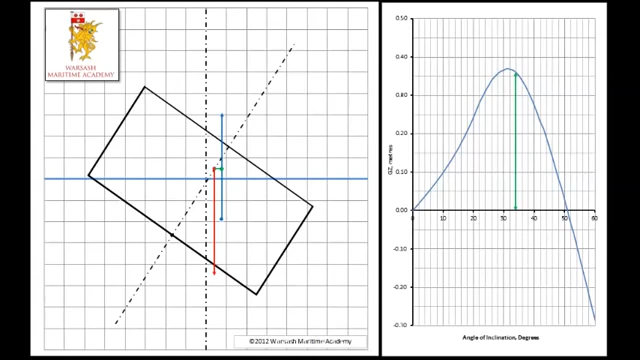 WARSASH
MARITIME ACADEMY
©2012 Warsash Maritime Academy
0.50
0.40
0.30
0.20
0.10
0.00
-0.10
-0.20
-0.30
GZ, metres
0 10 20 30 40 50 60
Angle of Inclination, Degrees